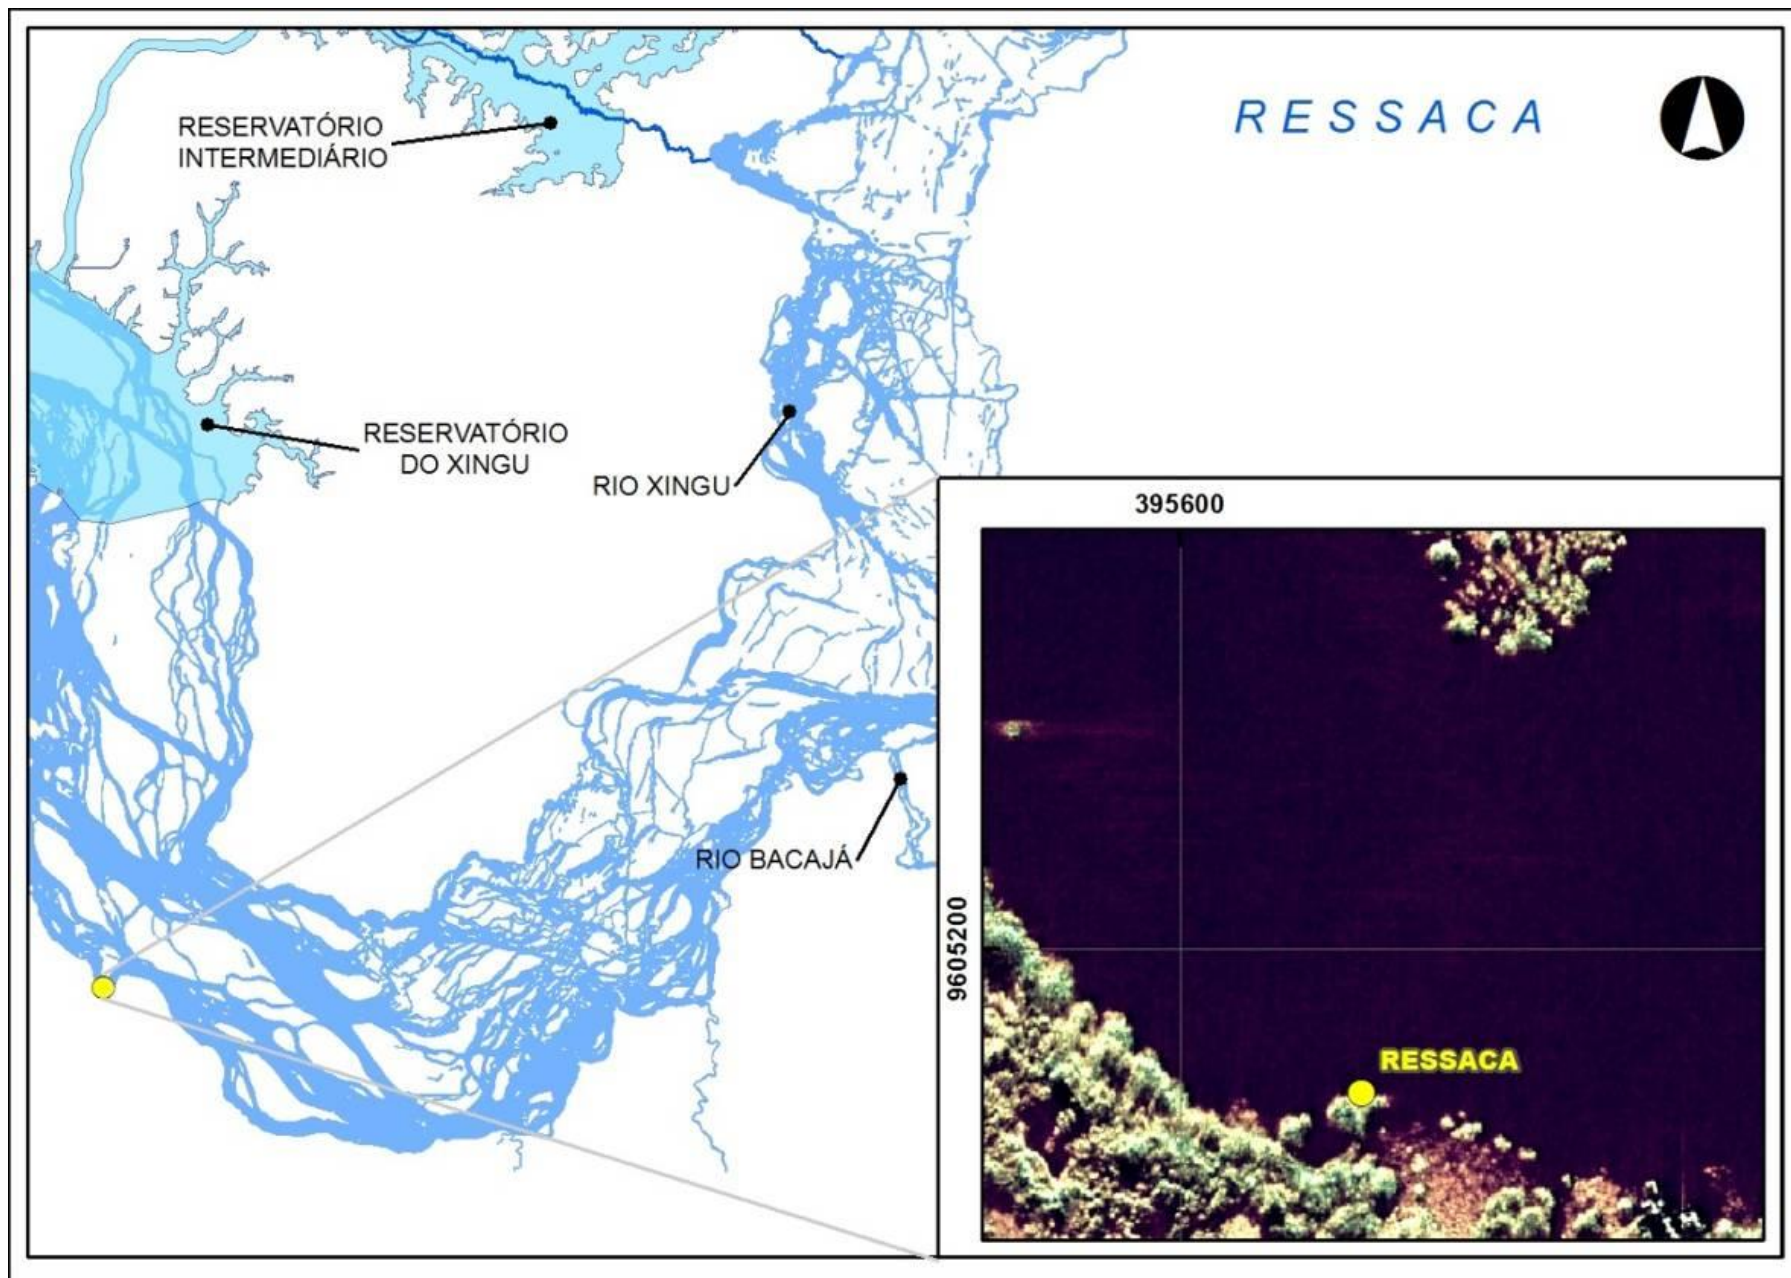 RESSACA
RESERVATÓRIO
INTERMEDIÁRIO
RESERVATÓRIO
DO XINGU
RIO XINGU
RIO BACAJÁ
395600
9605200
RESSACA